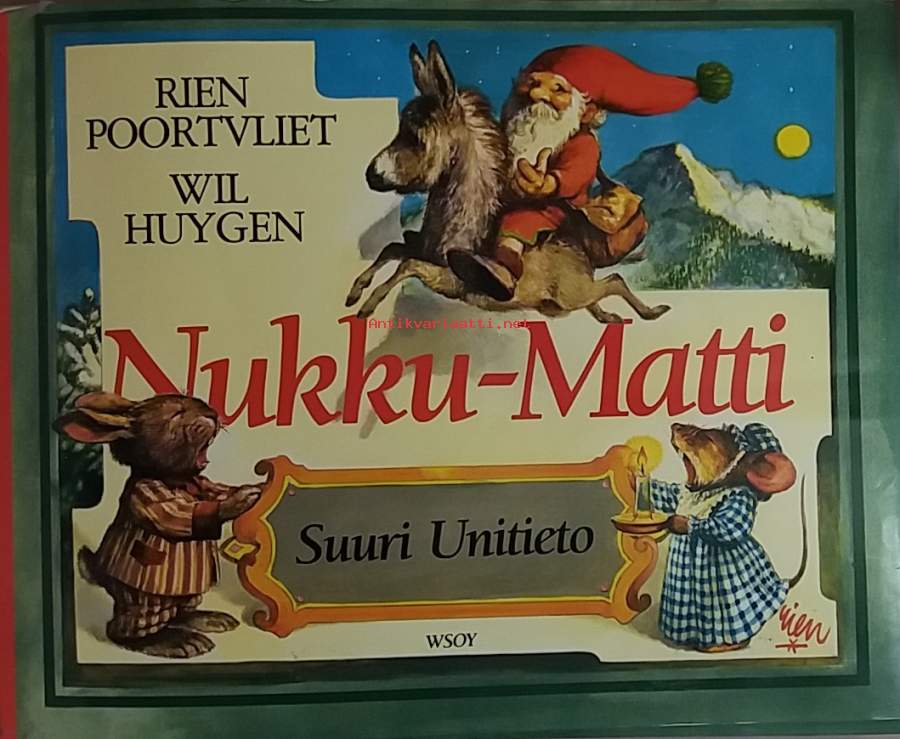 RIEN
POORTVLIET
WIL
HUYGEN
Antikvariaatti.net
Nukku-Matti
Suuri Unitieto
WSOY
rien